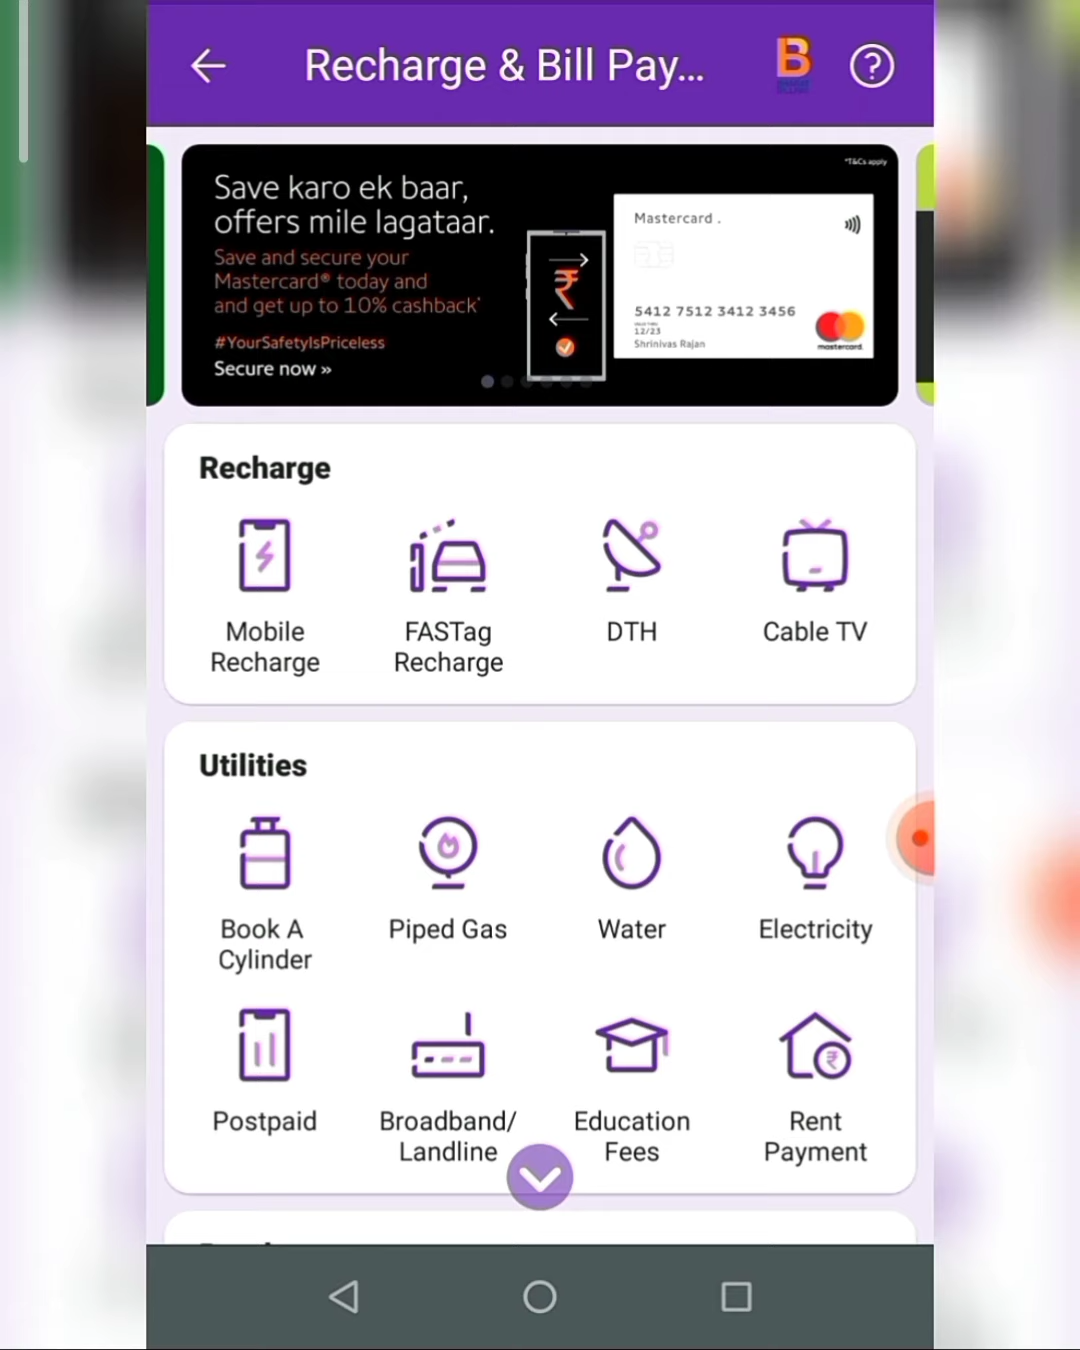 Recharge & Bill Pay...
B
*T&Cs apply
Save karo ek baar,
offers mile lagataar.
Save and secure your
Mastercard® today and
and get up to 10% cashback*
#YourSafetyIsPriceless
Secure now »
Mastercard .
5412 7512 3412 3456
12/23
Shrinivas Rajan
mastercard.
Recharge
Mobile
Recharge
FASTag
Recharge
DTH
Cable TV
Utilities
Book A
Cylinder
Piped Gas
Water
Electricity
Postpaid
Broadband/
Landline
Education
Fees
Rent
Payment